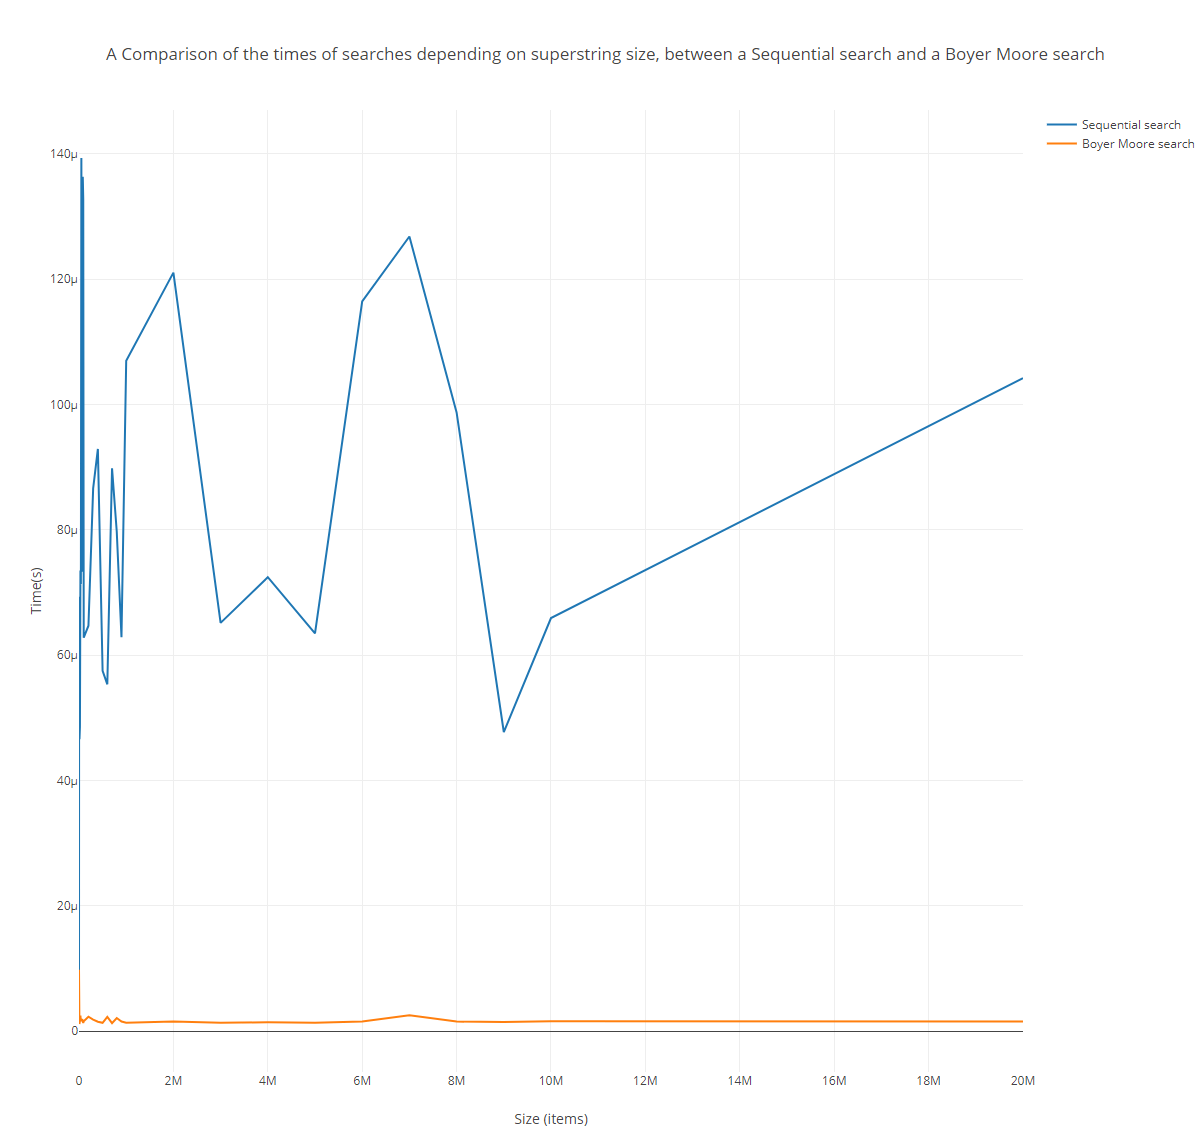 A Comparison of the times of searches depending on superstring size, between a Sequential search and a Boyer Moore search
Sequential search
Boyer Moore search
140μ
120μ
100μ
80μ
60μ
40μ
20μ
0
Time(s)
0 2M 4M 6M 8M 10M 12M 14M 16M 18M 20M
Size (items)